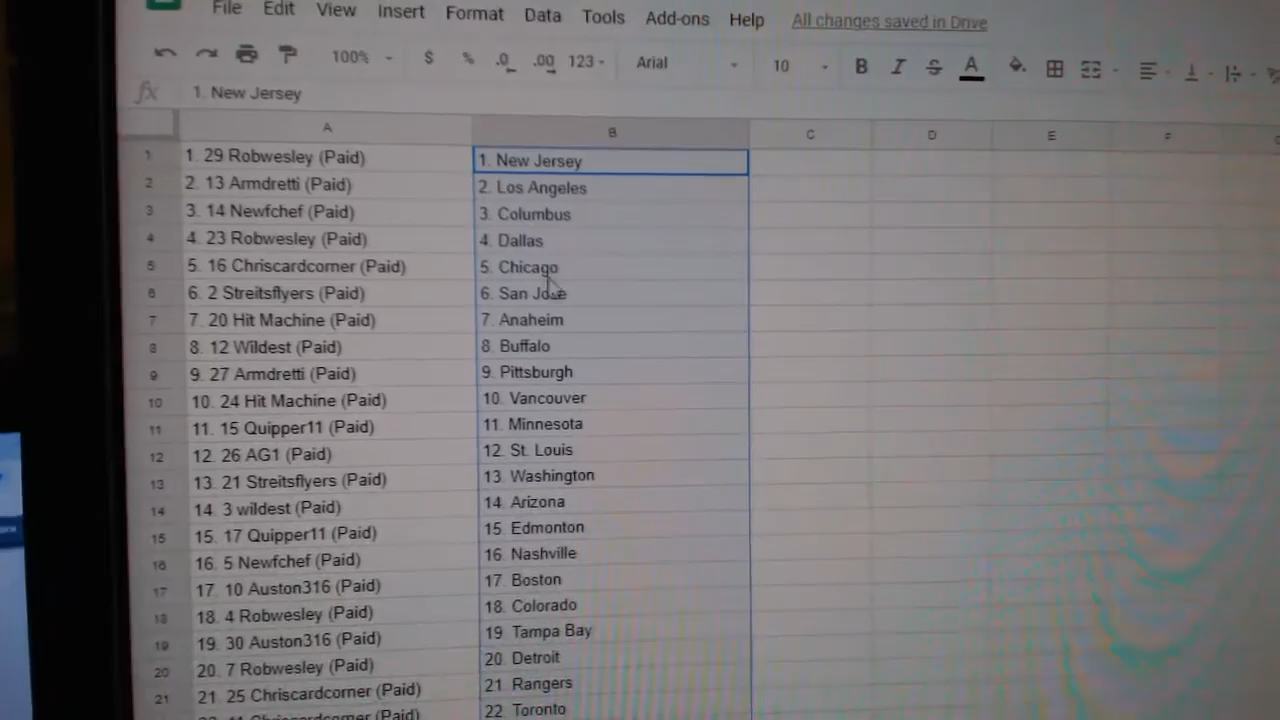 File Edit View Insert Format Data Tools Add-ons Help All changes saved in Drive
100% $ % .0 .00 123 Arial 10 B I S A
fx 1. New Jersey
A B C D E F
1 1. 29 Robwesley (Paid) 1. New Jersey
2 2. 13 Armdretti (Paid) 2. Los Angeles
3 3. 14 Newfchef (Paid) 3. Columbus
4 4. 23 Robwesley (Paid) 4. Dallas
5 5. 16 Chriscardcorner (Paid) 5. Chicago
6 6. 2 Streitsflyers (Paid) 6. San Jose
7 7. 20 Hit Machine (Paid) 7. Anaheim
8 8. 12 Wildest (Paid) 8. Buffalo
9 9. 27 Armdretti (Paid) 9. Pittsburgh
10 10. 24 Hit Machine (Paid) 10. Vancouver
11 11. 15 Quipper11 (Paid) 11. Minnesota
12 12. 26 AG1 (Paid) 12. St. Louis
13 13. 21 Streitsflyers (Paid) 13. Washington
14 14. 3 wildest (Paid) 14. Arizona
15 15. 17 Quipper11 (Paid) 15. Edmonton
16 16. 5 Newfchef (Paid) 16. Nashville
17 17. 10 Auston316 (Paid) 17. Boston
18 18. 4 Robwesley (Paid) 18. Colorado
19 19. 30 Auston316 (Paid) 19. Tampa Bay
20 20. 7 Robwesley (Paid) 20. Detroit
21 21. 25 Chriscardcorner (Paid) 21. Rangers
Chriscardcorner (Paid) 22. Toronto